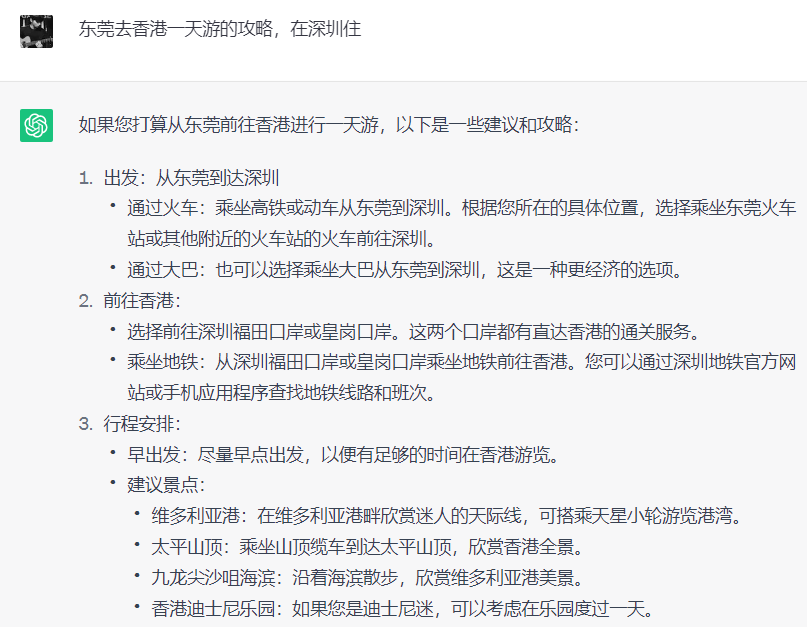 东莞去香港一天游的攻略，在深圳住
如果您打算从东莞前往香港进行一天游，以下是一些建议和攻略：
1. 出发：从东莞到达深圳
• 通过火车：乘坐高铁或动车从东莞到深圳。根据您所在的具体位置，选择乘坐东莞火车
站或其他附近的火车站的火车前往深圳。
• 通过大巴：也可以选择乘坐大巴从东莞到深圳，这是一种更经济的选项。
2. 前往香港：
• 选择前往深圳福田口岸或皇岗口岸。这两个口岸都有直达香港的通关服务。
• 乘坐地铁：从深圳福田口岸或皇岗口岸乘坐地铁前往香港。您可以通过深圳地铁官方网
站或手机应用程序查找地铁线路和班次。
3. 行程安排：
• 早出发：尽量早点出发，以便有足够的时间在香港游览。
• 建议景点：
• 维多利亚港：在维多利亚港畔欣赏迷人的天际线，可搭乘天星小轮游览港湾。
• 太平山顶：乘坐山顶缆车到达太平山顶，欣赏香港全景。
• 九龙尖沙咀海滨：沿着海滨散步，欣赏维多利亚港美景。
• 香港迪士尼乐园：如果您是迪士尼迷，可以考虑在乐园度过一天。